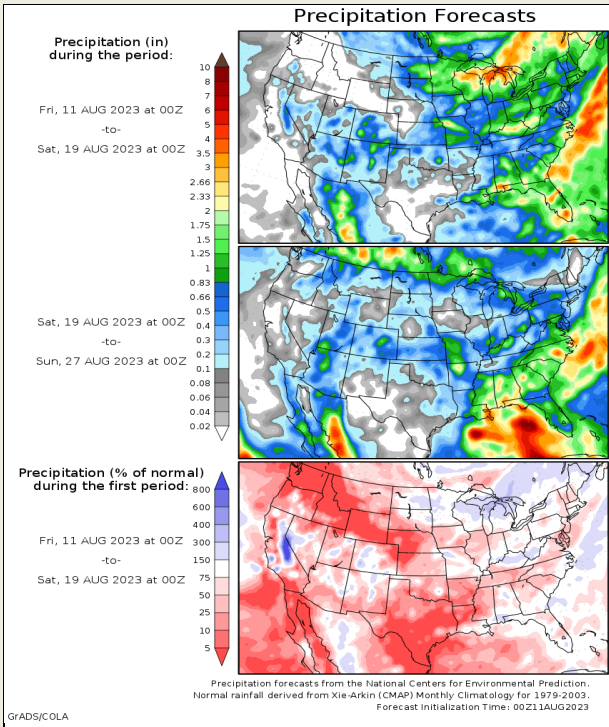 Precipitation Forecasts
Precipitation (in)
during the period:
Fri, 11 AUG 2023 at 00Z
-to-
Sat, 19 AUG 2023 at 00Z
10
8
7
6
5
4
3.5
3
2.66
2.33
2
1.75
1.5
1.25
1
0.83
0.66
0.5
0.4
0.3
0.2
0.1
0.08
0.06
0.04
0.02
Sat, 19 AUG 2023 at 00Z
-to-
Sun, 27 AUG 2023 at 00Z
Precipitation (% of normal)
during the first period:
Fri, 11 AUG 2023 at 00Z
-to-
Sat, 19 AUG 2023 at 00Z
800
600
400
300
150
75
50
25
10
5
Precipitation forecasts from the National Centers for Environmental Prediction.
Normal rainfall derived from Xie-Arkin (CMAP) Monthly Climatology for 1979-2003.
Forecast Initialization Time: 00Z11AUG2023
GrADS/COLA